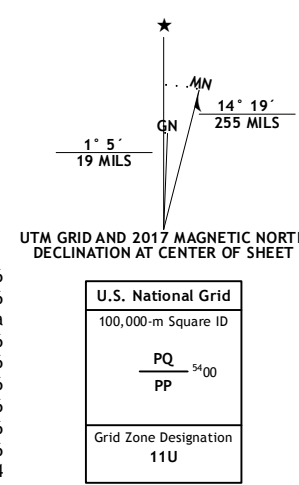 ★
MN
GN
14° 19´
255 MILS
1° 5´
19 MILS
UTM GRID AND 2017 MAGNETIC NORTH
DECLINATION AT CENTER OF SHEET
U.S. National Grid
100,000-m Square ID
PQ
5400
PP
Grid Zone Designation
11U